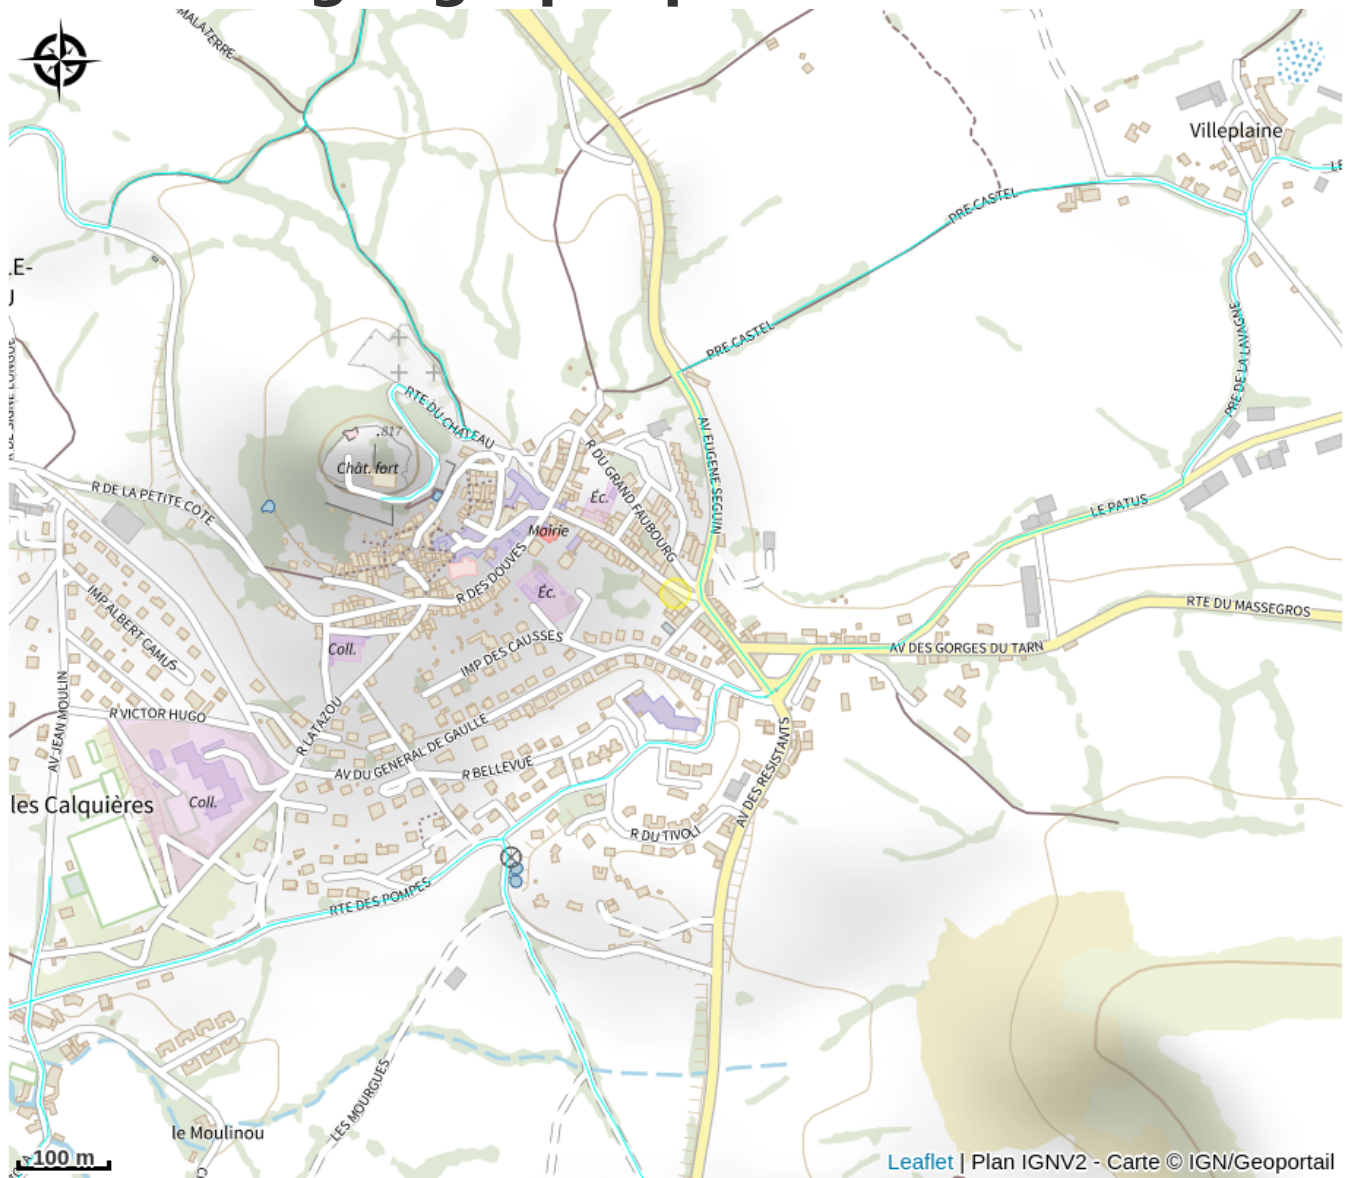 MALATERRE
Villeplaine
LE
PRE CASTEL
PRE CASTEL
LE-
U
PRE DE LA LAVAGNE
RTE DU CHATEAU
817
Chât. fort
AV EUGENE SEGUIN
R DU GRAND FAUBOURG
Éc.
Mairie
R DE LA PETITE COTE
LE PATUS
R DES DOUVES
Éc.
RTE DU MASSEGROS
IMP ALBERT CAMUS
Coll.
IMP DES CAUSSES
AV DES GORGES DU TARN
AV JEAN MOULIN
R VICTOR HUGO
R LATAZOU
AV DU GENERAL DE GAULLE
R BELLEVUE
AV DES RESISTANTS
les Calquières
Coll.
R DU TIVOLI
RTE DES POMPES
LES MOURGUES
le Moulinou
100 m
Leaflet | Plan IGNV2 - Carte © IGN/Geoportail